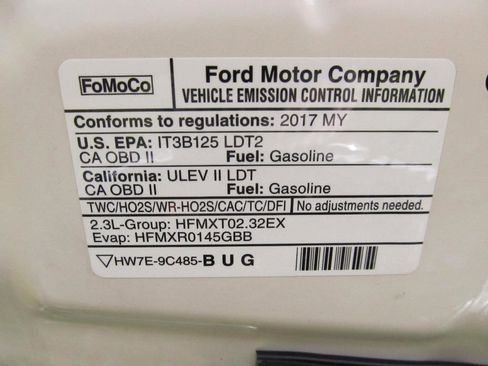 FoMoCo
Ford Motor Company
VEHICLE EMISSION CONTROL INFORMATION
Conforms to regulations: 2017 MY
U.S. EPA: IT3B125 LDT2
CA OBD II Fuel: Gasoline
California: ULEV II LDT
CA OBD II Fuel: Gasoline
TWC/HO2S/WR-HO2S/CAC/TC/DFI No adjustments needed.
2.3L-Group: HFMXT02.32EX
Evap: HFMXR0145GBB
HW7E-9C485-BUG